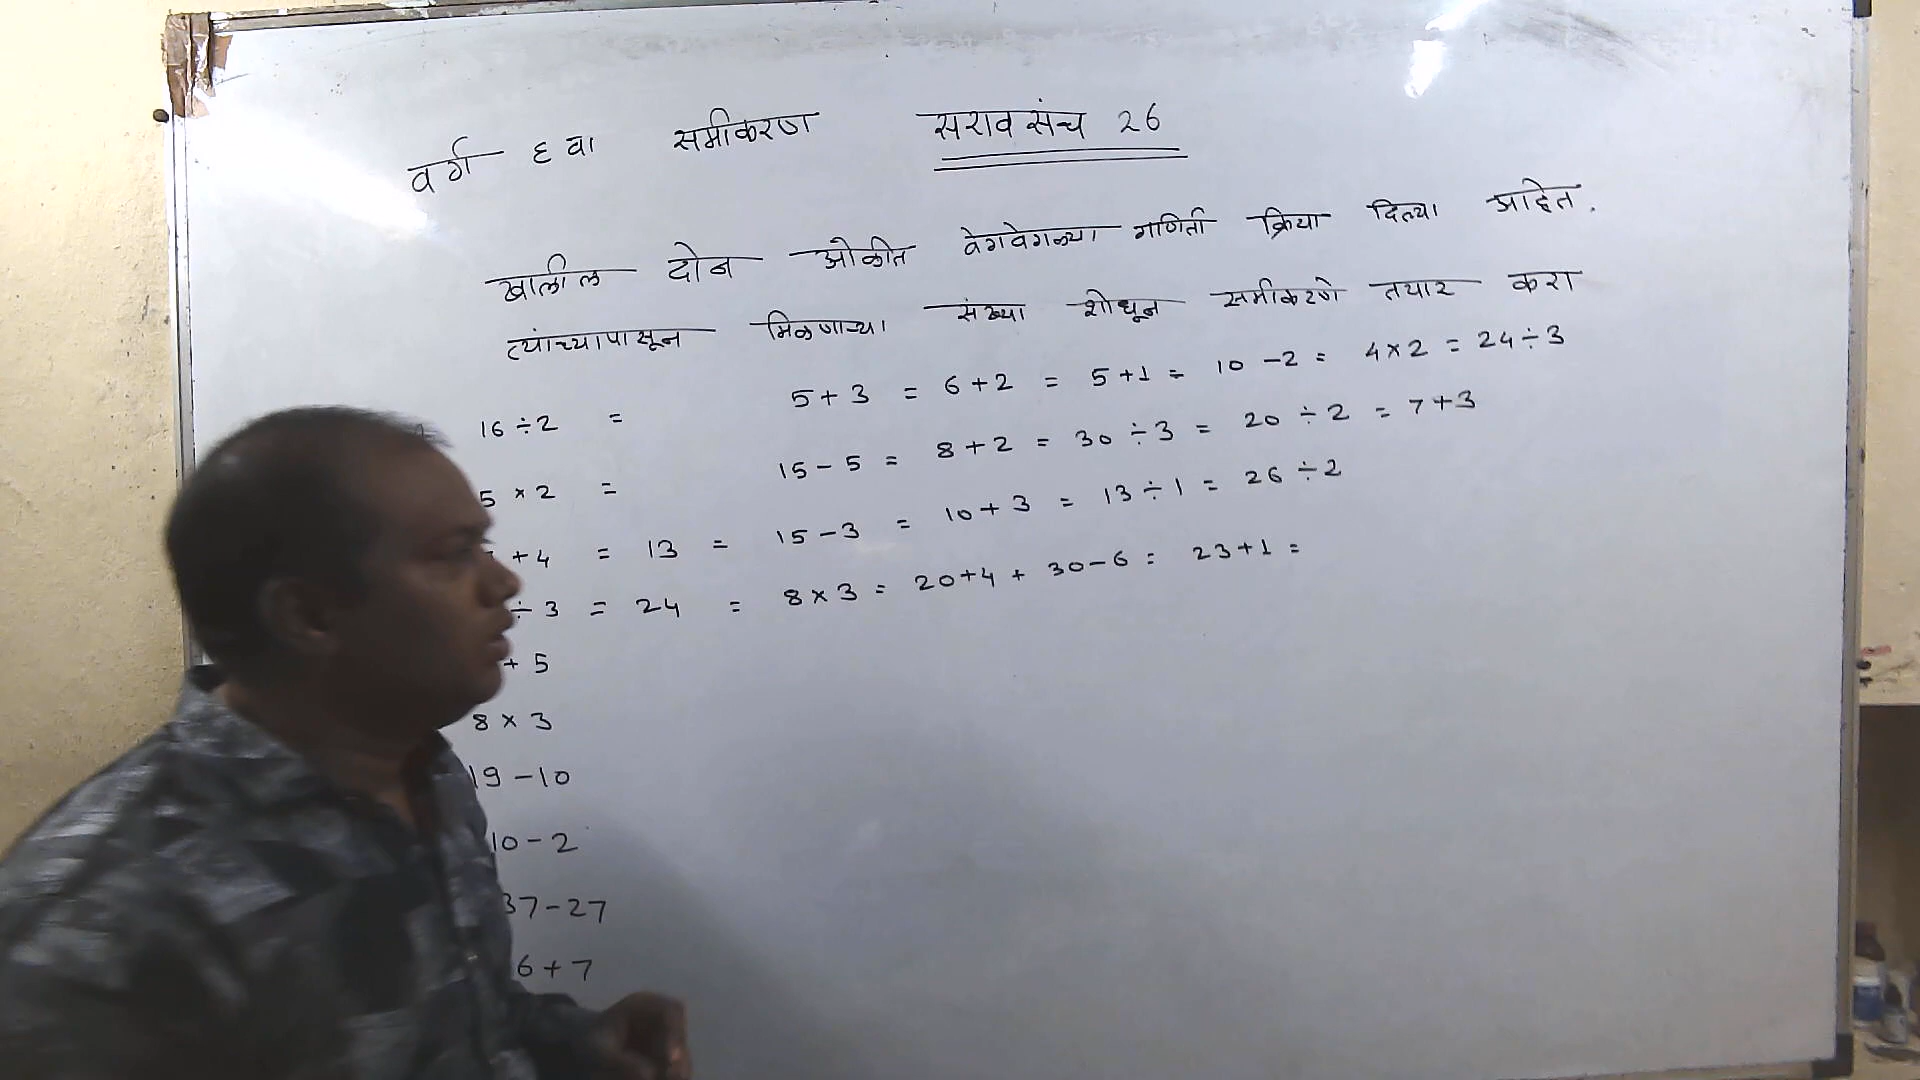 वर्ग ६ वा समीकरण सरावसंच 26
खालील दोन ओळीत वेगवेगळ्या गणिती क्रिया दिल्या आहेत.
त्यांच्यापासून मिळणाऱ्या संख्या शोधून समीकरणे तयार करा
16÷2 = 5+3 = 6+2 = 5+1 = 10-2 = 4×2 = 24÷3
5×2 = 15-5 = 8+2 = 30÷3 = 20÷2 = 7+3
+4 = 13 = 15-3 = 10+3 = 13÷1 = 26÷2
÷3 = 24 = 8×3 = 20+4 + 30-6 = 23+1 =
+5
8×3
19-10
10-2
37-27
6+7